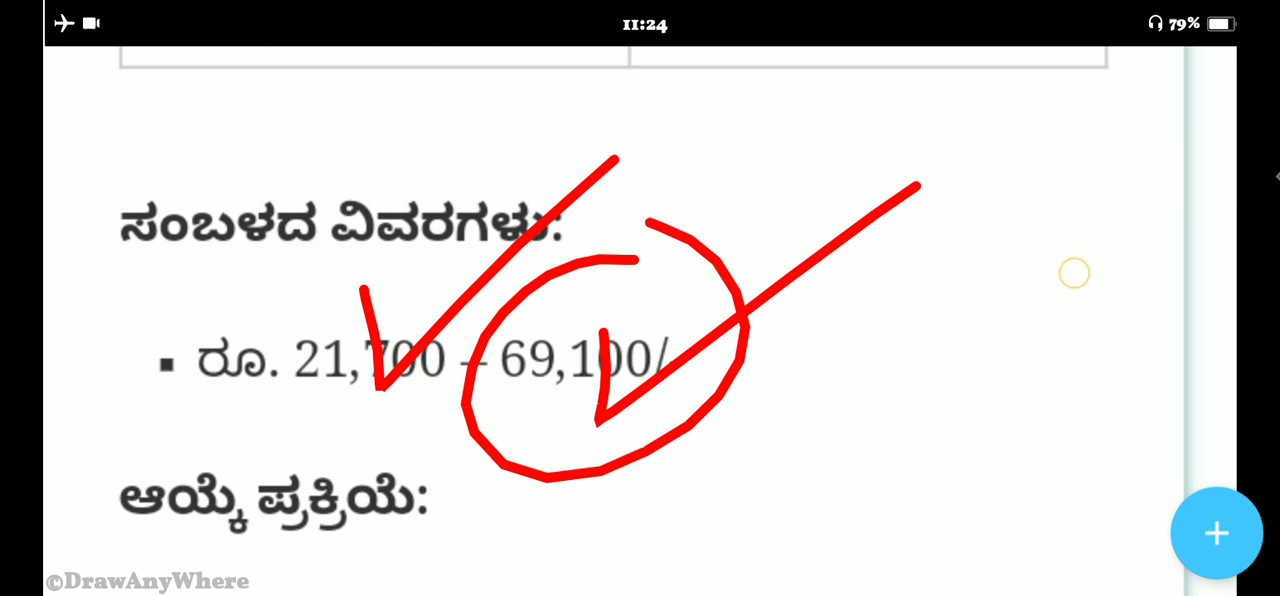 11:24
79%
ಸಂಬಳದ ವಿವರಗಳು:
▪ ರೂ. 21,700 – 69,100/
ಆಯ್ಕೆ ಪ್ರಕ್ರಿಯೆ:
©DrawAnyWhere